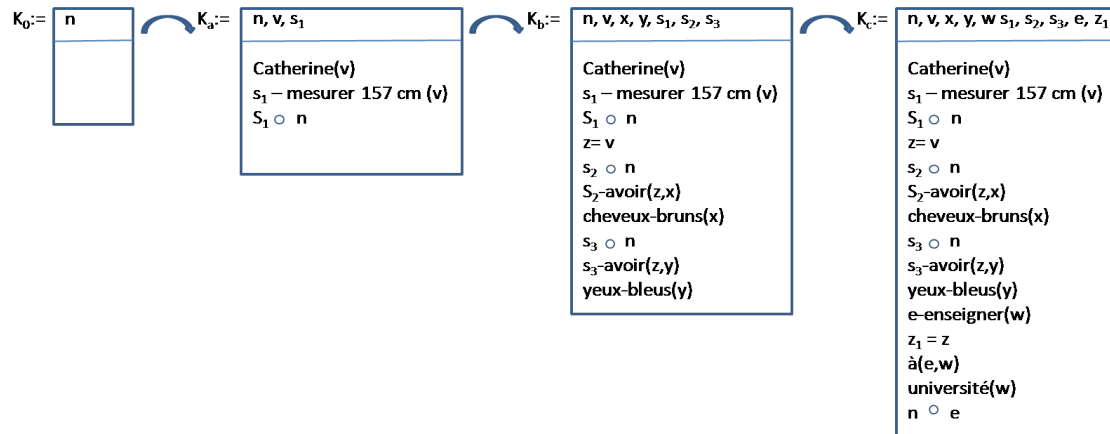 K₀:=
n
Kₐ:=
n, v, s₁
Catherine(v)
s₁ – mesurer 157 cm (v)
S₁ ○ n
K_b:=
n, v, x, y, s₁, s₂, s₃
Catherine(v)
s₁ – mesurer 157 cm (v)
S₁ ○ n
z= v
s₂ ○ n
S₂-avoir(z,x)
cheveux-bruns(x)
s₃ ○ n
s₃-avoir(z,y)
yeux-bleus(y)
K_c:=
n, v, x, y, w s₁, s₂, s₃, e, z₁
Catherine(v)
s₁ – mesurer 157 cm (v)
S₁ ○ n
z= v
s₂ ○ n
S₂-avoir(z,x)
cheveux-bruns(x)
s₃ ○ n
s₃-avoir(z,y)
yeux-bleus(y)
e-enseigner(w)
z₁ = z
à(e,w)
université(w)
n ○ e